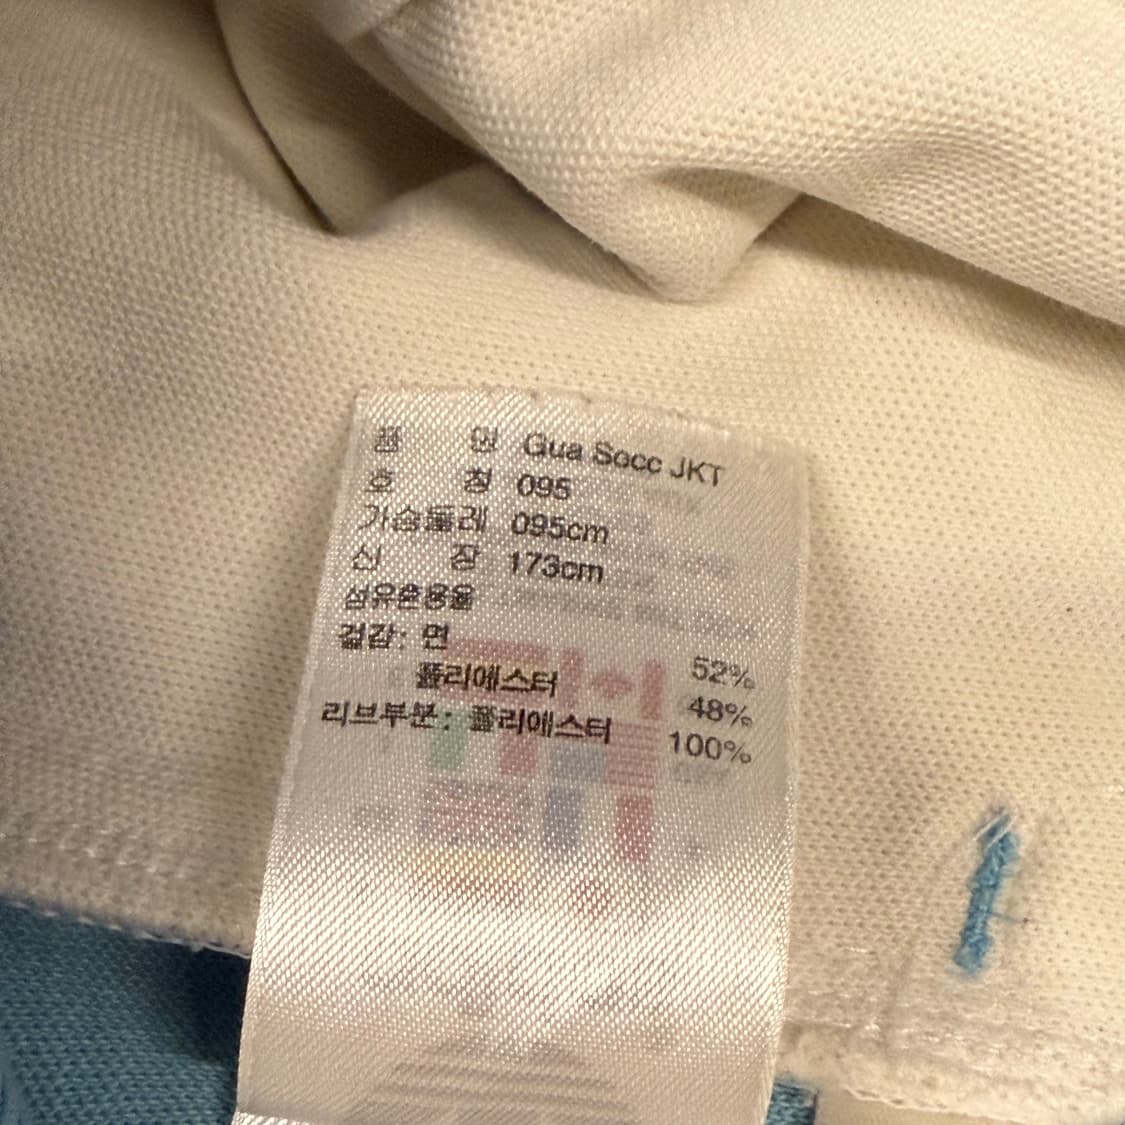 품 명 Gua Socc JKT
호 칭 095
가슴둘레 095cm
신 장 173cm
섬유혼용율
겉감: 면 52%
폴리에스터 48%
리브부분: 폴리에스터 100%